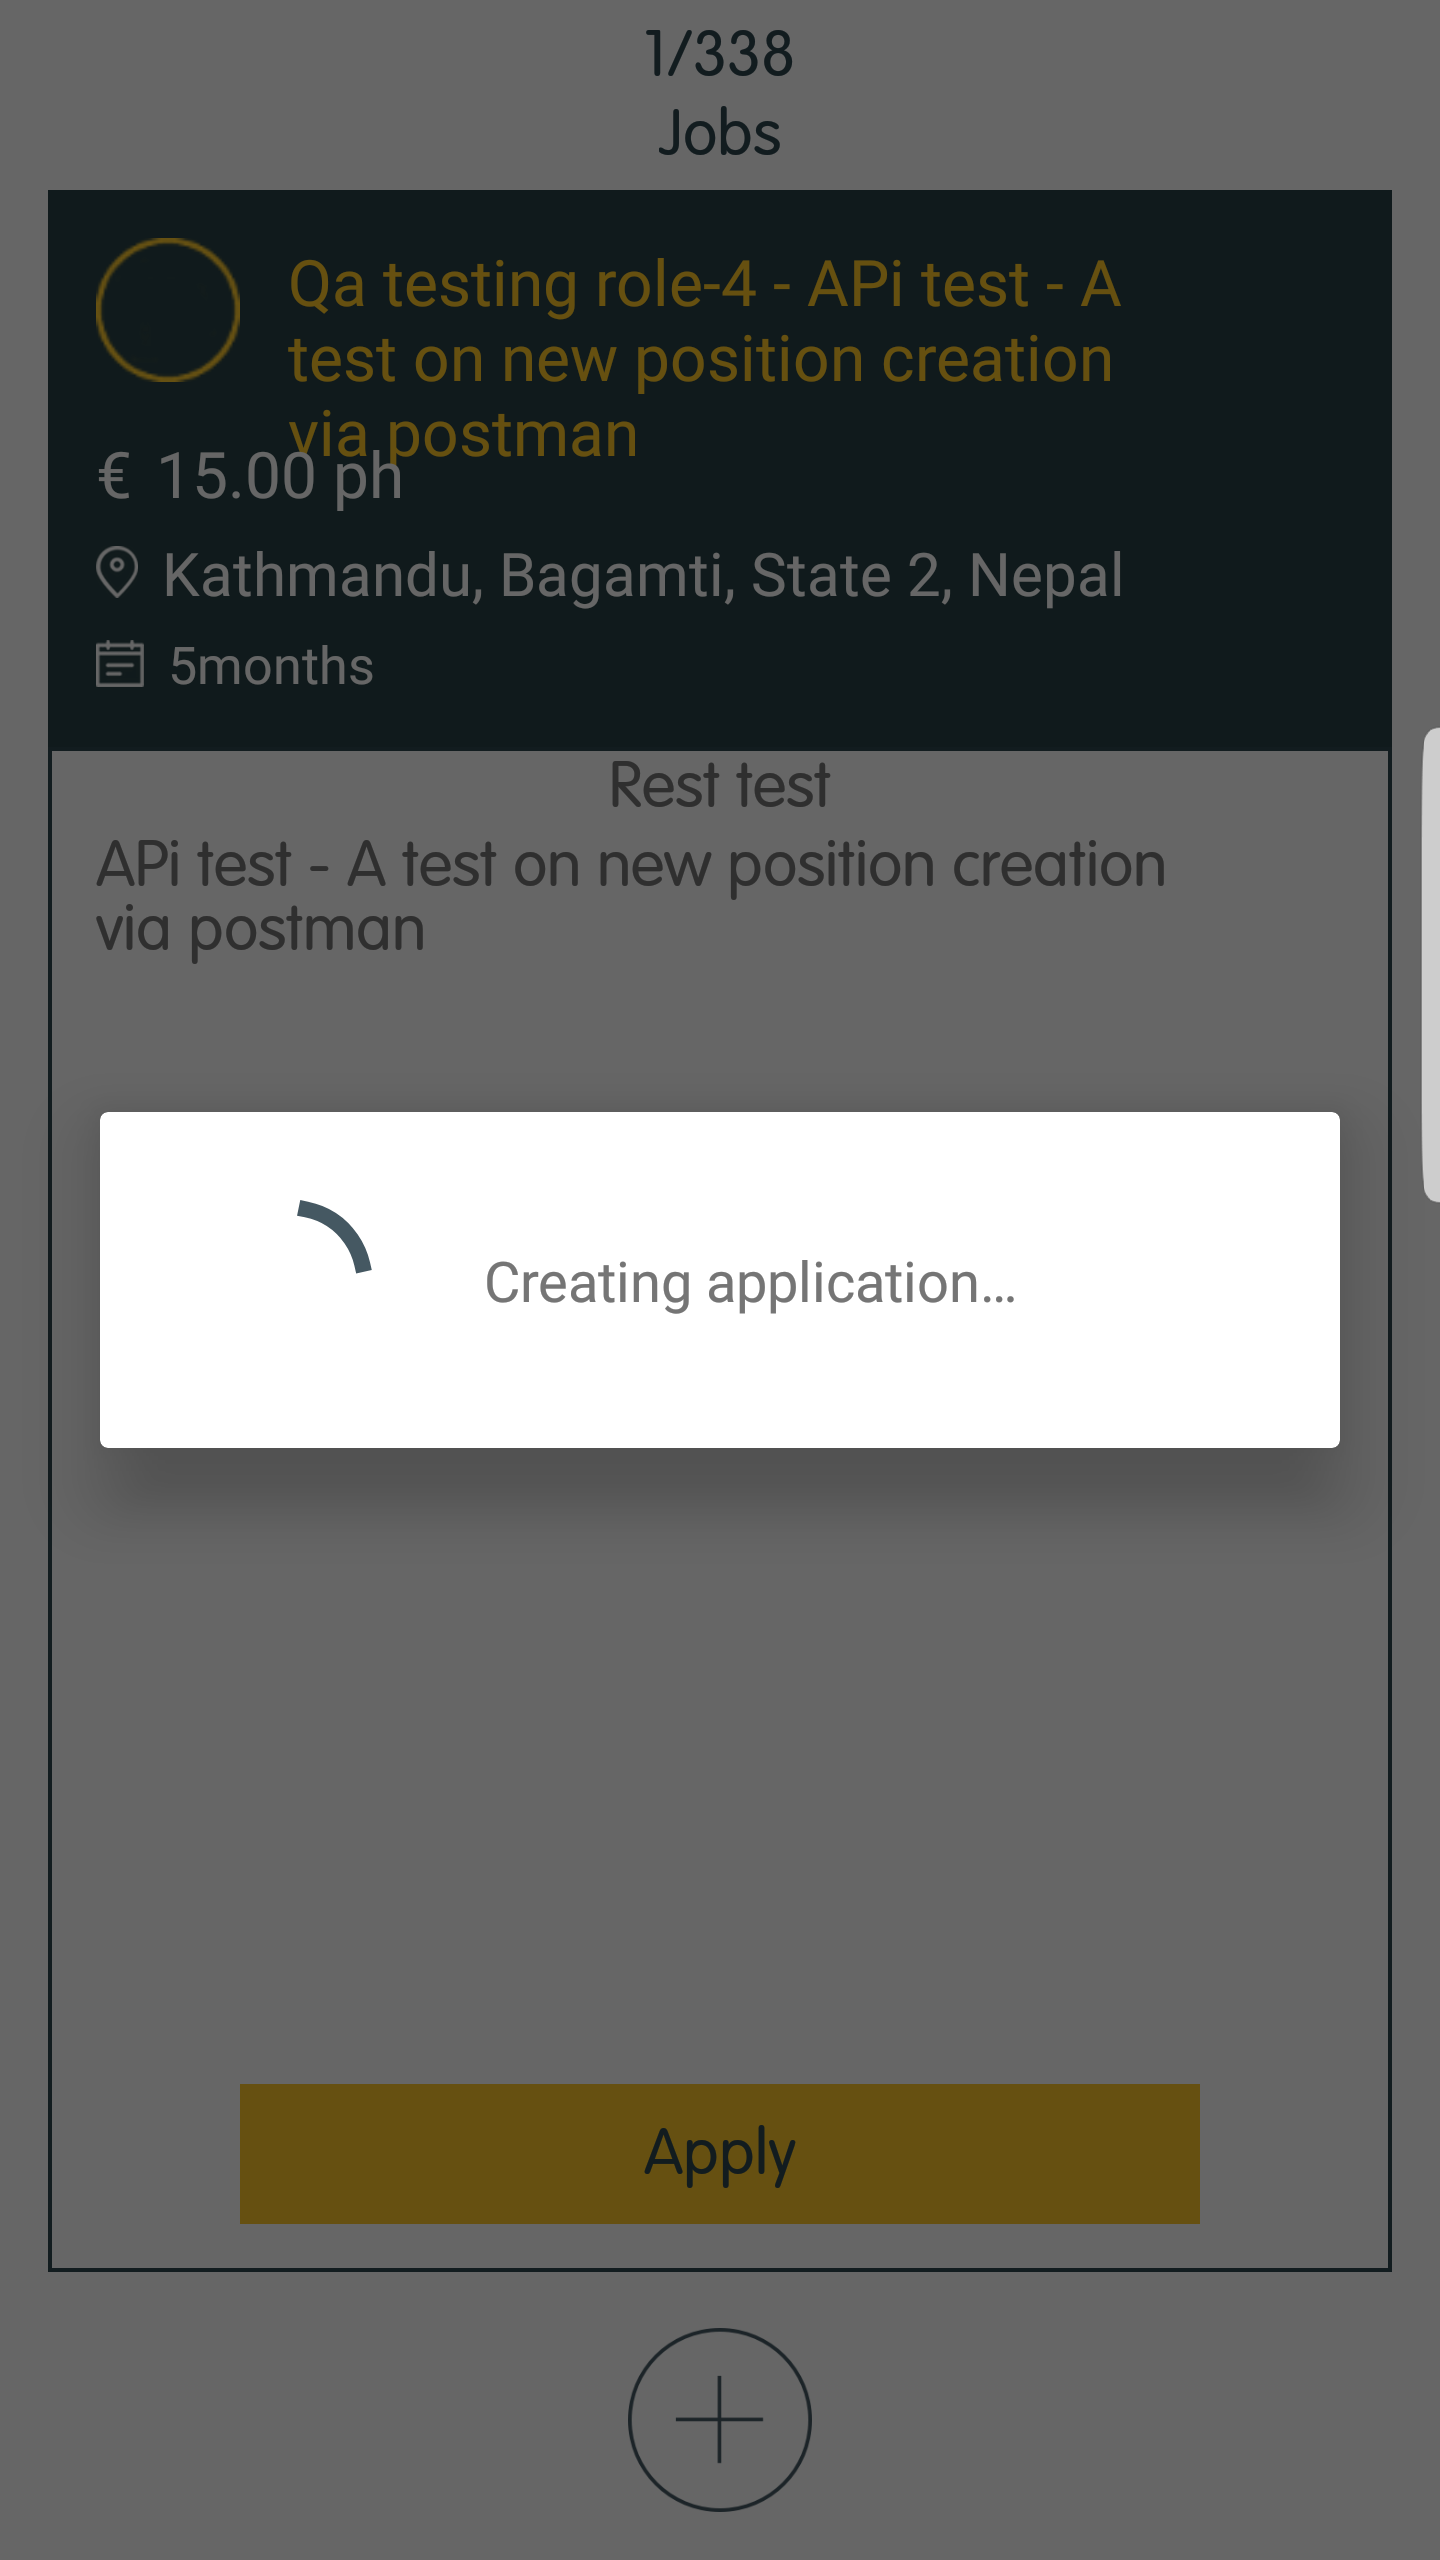 1/338
Jobs
Qa testing role-4 - APi test - A
test on new position creation
via postman
€ 15.00 ph
Kathmandu, Bagamti, State 2, Nepal
5months
Rest test
APi test - A test on new position creation
via postman
Creating application...
Apply